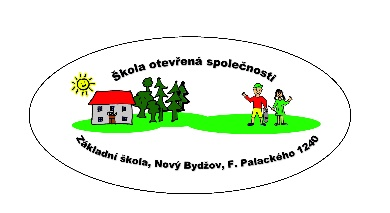 Škola otevřená společnosti
Základní škola, Nový Bydžov, F. Palackého 1240